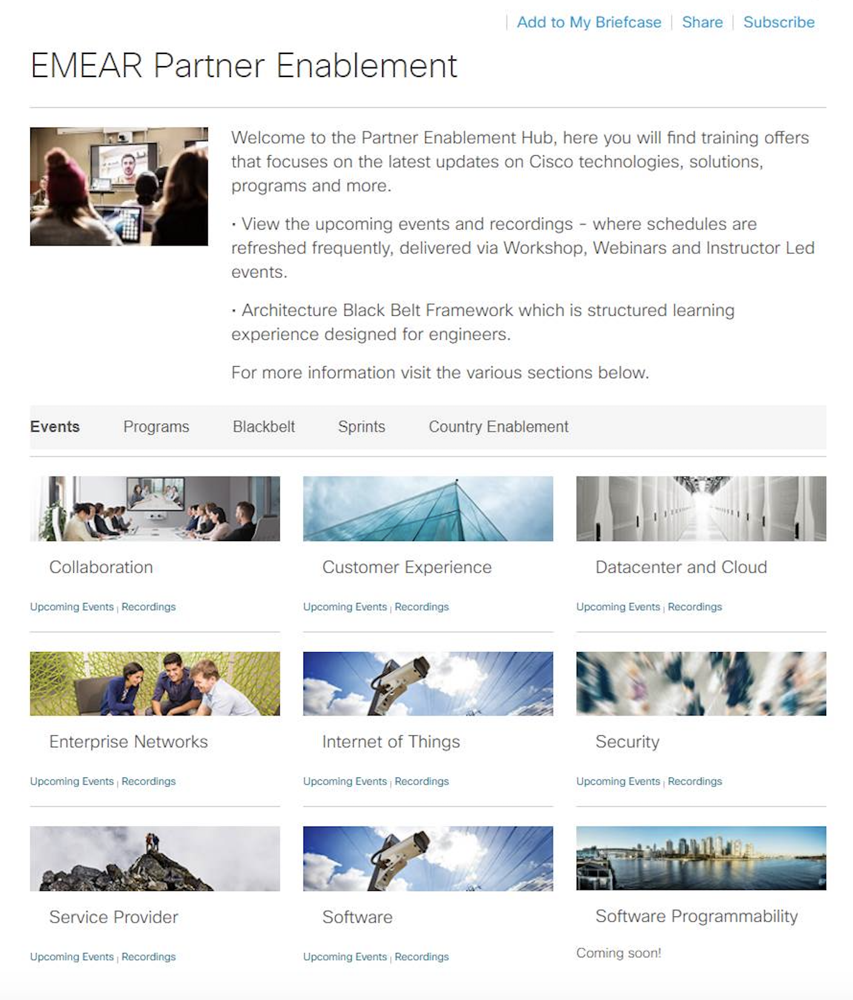 Add to My Briefcase | Share | Subscribe
EMEAR Partner Enablement
Welcome to the Partner Enablement Hub, here you will find training offers
that focuses on the latest updates on Cisco technologies, solutions,
programs and more.
· View the upcoming events and recordings - where schedules are
refreshed frequently, delivered via Workshop, Webinars and Instructor Led
events.
· Architecture Black Belt Framework which is structured learning
experience designed for engineers.
For more information visit the various sections below.
Events Programs Blackbelt Sprints Country Enablement
Collaboration Customer Experience Datacenter and Cloud
Upcoming Events | Recordings Upcoming Events | Recordings Upcoming Events | Recordings
Enterprise Networks Internet of Things Security
Upcoming Events | Recordings Upcoming Events | Recordings Upcoming Events | Recordings
Service Provider Software Software Programmability
Upcoming Events | Recordings Upcoming Events | Recordings Coming soon!